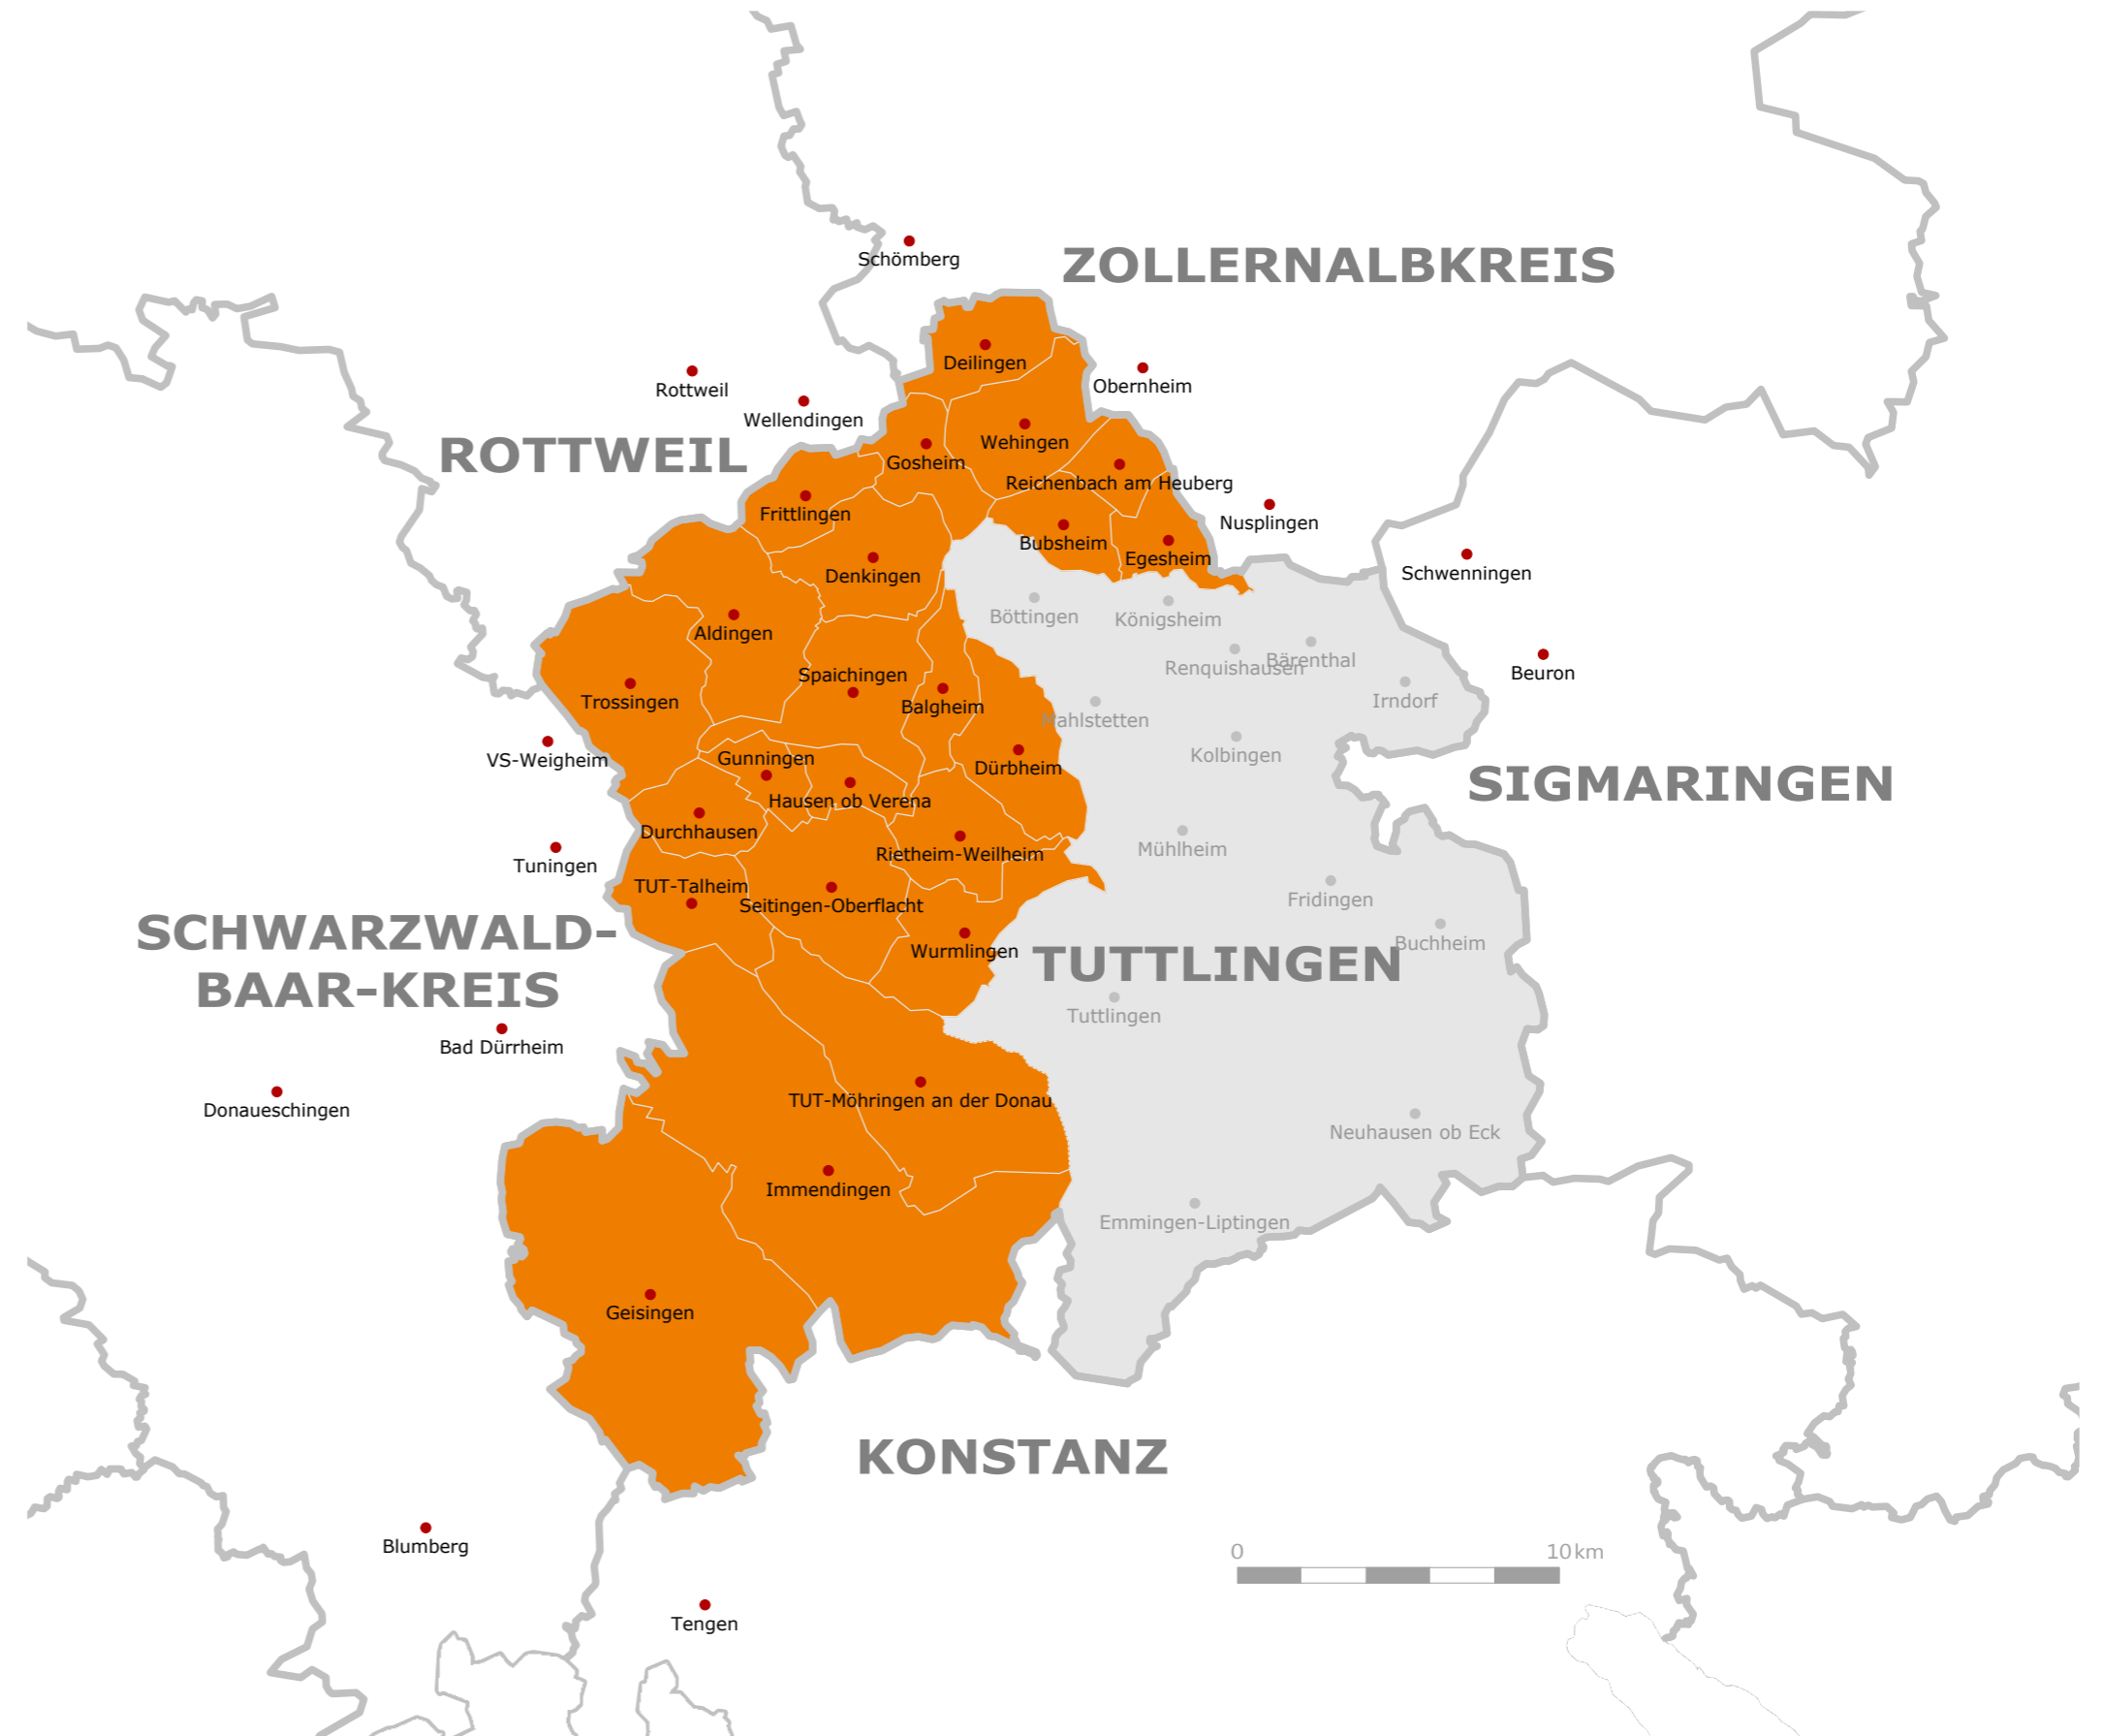 Schömberg
ZOLLERNALBKREIS
Deilingen
Rottweil
Obernheim
Wellendingen
ROTTWEIL
Wehingen
Gosheim
Reichenbach am Heuberg
Frittlingen
Nusplingen
Bubsheim
Egesheim
Denkingen
Schwenningen
Böttingen
Königsheim
Aldingen
Renquishausen
Bärenthal
Beuron
Spaichingen
Trossingen
Balgheim
Irndorf
Mahlstetten
Kolbingen
VS-Weigheim
Gunningen
Dürbheim
SIGMARINGEN
Hausen ob Verena
Durchhausen
Mühlheim
Rietheim-Weilheim
Tuningen
TUT-Talheim
Fridingen
Seitingen-Oberflacht
SCHWARZWALD-
BAAR-KREIS
Buchheim
Wurmlingen
TUTTLINGEN
Tuttlingen
Bad Dürrheim
TUT-Möhringen an der Donau
Donaueschingen
Neuhausen ob Eck
Immendingen
Emmingen-Liptingen
Geisingen
KONSTANZ
Blumberg
0 10 km
Tengen